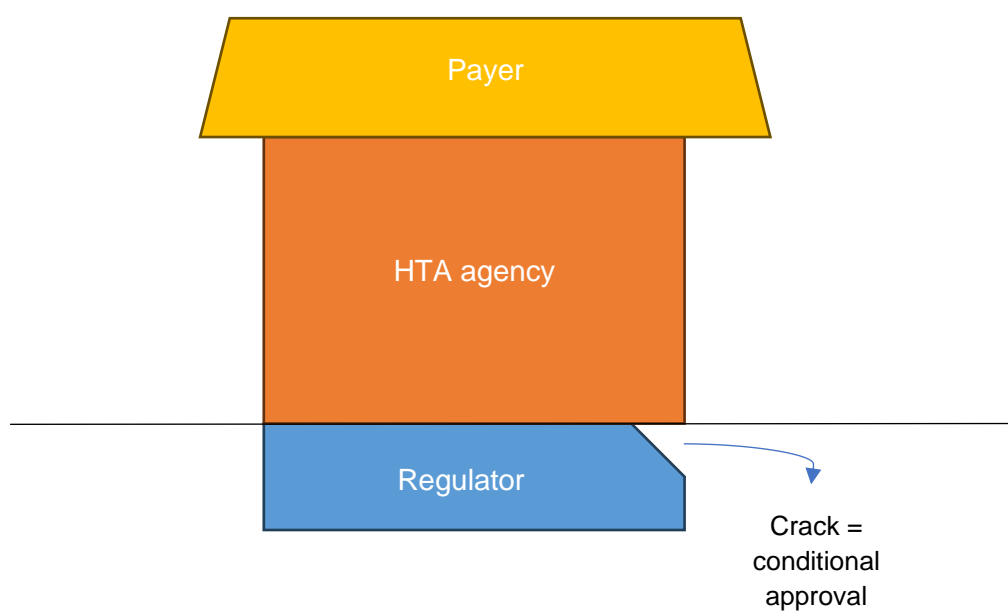 Payer
HTA agency
Regulator
Crack =
conditional
approval